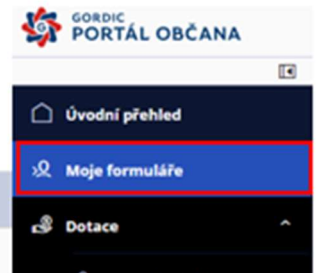 GORDIC
PORTÁL OBČANA
Úvodní přehled
Moje formuláře
Dotace